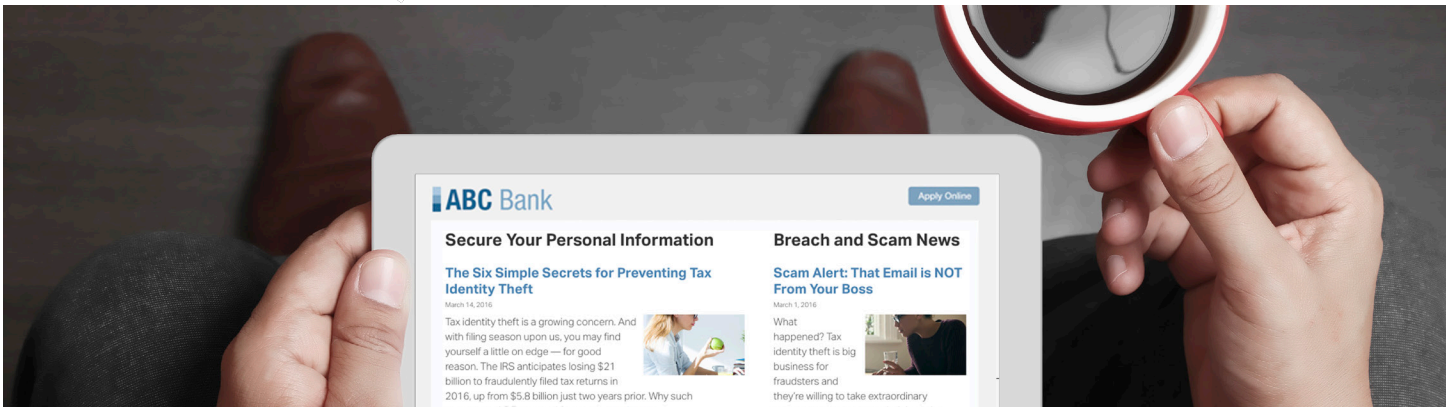 ABC Bank
Apply Online
Secure Your Personal Information
The Six Simple Secrets for Preventing Tax
Identity Theft
March 14, 2016
Tax identity theft is a growing concern. And
with filing season upon us, you may find
yourself a little on edge — for good
reason. The IRS anticipates losing $21
billion to fraudulently filed tax returns in
2016, up from $5.8 billion just two years prior. Why such
Breach and Scam News
Scam Alert: That Email is NOT
From Your Boss
March 1, 2016
What
happened? Tax
identity theft is big
business for
fraudsters and
they're willing to take extraordinary